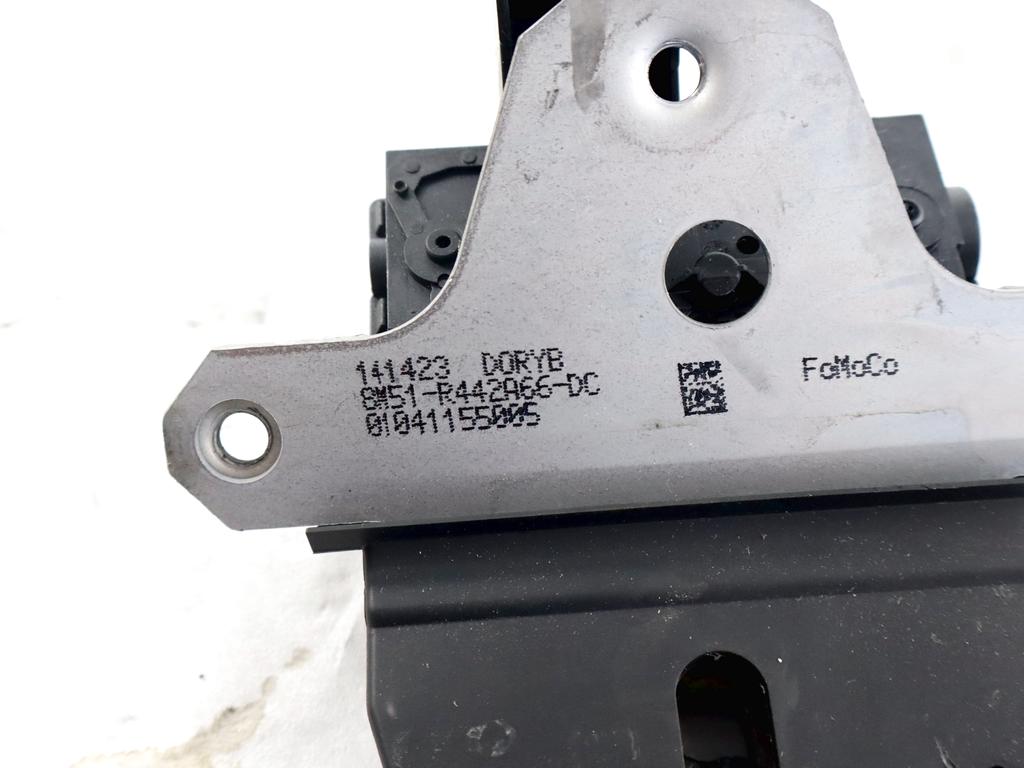 141423 DORYB
8M51-R442A66-DC
01041155005
FoMoCo